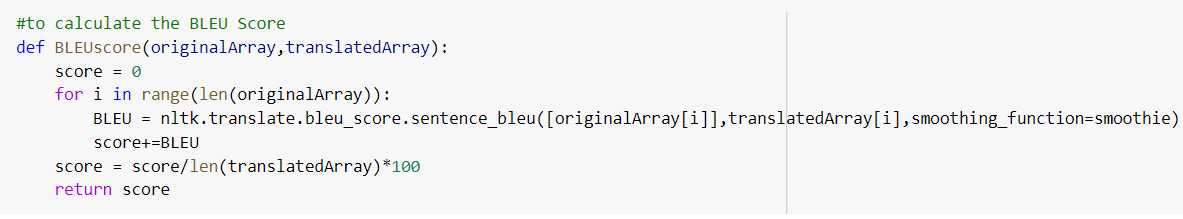 #to calculate the BLEU Score
def BLEUscore(originalArray,translatedArray):
    score = 0
    for i in range(len(originalArray)):
        BLEU = nltk.translate.bleu_score.sentence_bleu([originalArray[i]],translatedArray[i],smoothing_function=smoothie)
        score+=BLEU
    score = score/len(translatedArray)*100
    return score